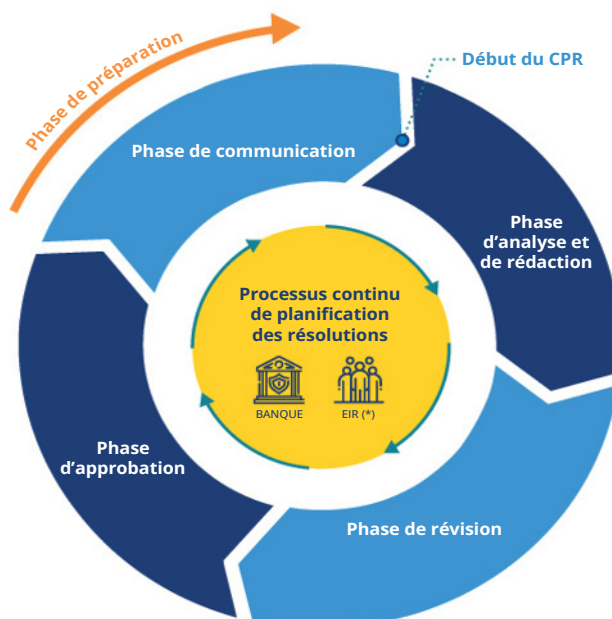 Phase de préparation
Début du CPR
Phase de communication
Phase
d’analyse et
de rédaction
Processus continu
de planification
des résolutions
BANQUE
EIR (*)
Phase
d’approbation
Phase de révision